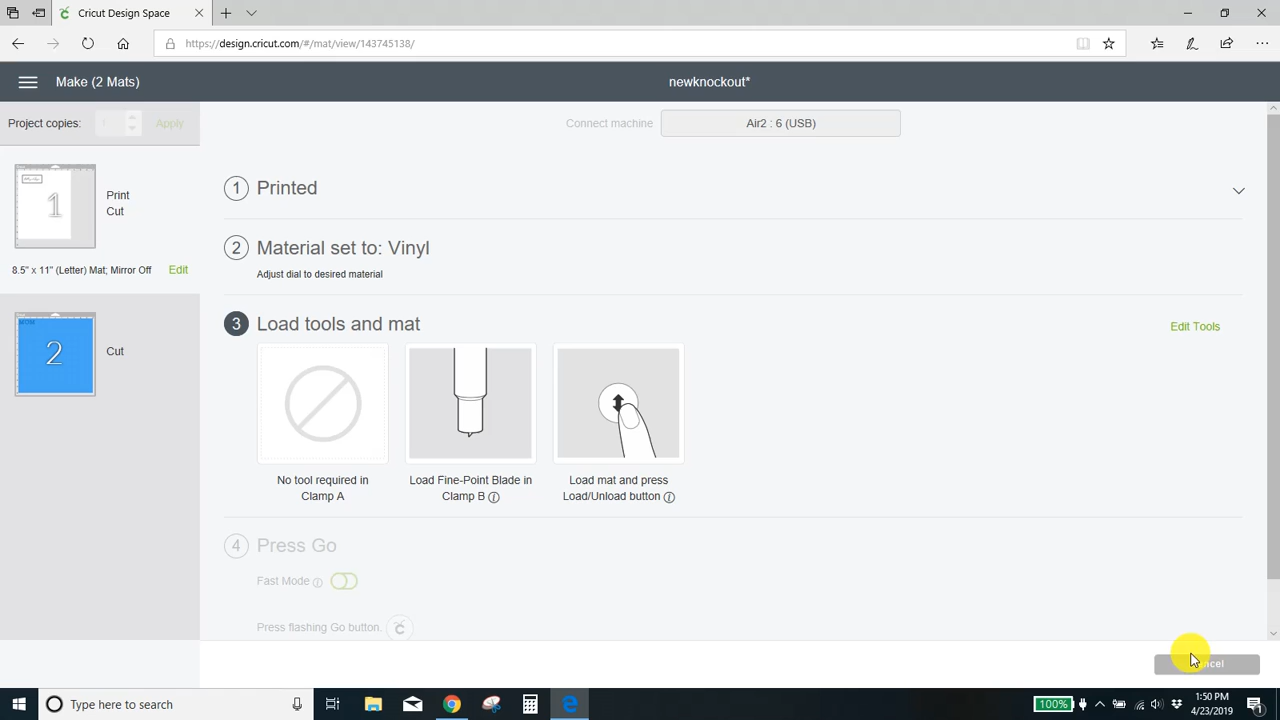 Cricut Design Space
https://design.cricut.com/#/mat/view/143745138/
Make (2 Mats)
newknockout*
Project copies: 1 Apply
Connect machine Air2 : 6 (USB)
1 Printed
1
Print
Cut
8.5" x 11" (Letter) Mat; Mirror Off Edit
2 Material set to: Vinyl
Adjust dial to desired material
3 Load tools and mat
Edit Tools
MOM
2
Cut
No tool required in
Clamp A
Load Fine-Point Blade in
Clamp B
Load mat and press
Load/Unload button
4 Press Go
Fast Mode
Press flashing Go button.
Type here to search
100%
1:50 PM
4/23/2019
1